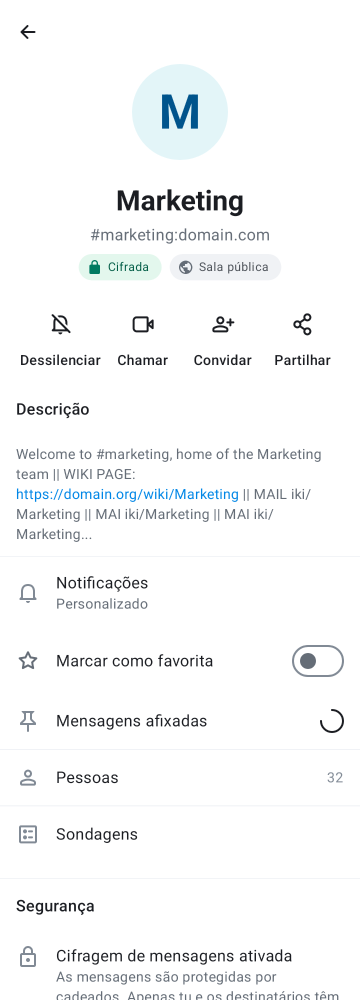 M
Marketing
#marketing:domain.com
Cifrada
Sala pública
Dessilenciar
Chamar
Convidar
Partilhar
Descrição
Welcome to #marketing, home of the Marketing
team || WIKI PAGE:
https://domain.org/wiki/Marketing || MAIL iki/
Marketing || MAI iki/Marketing || MAI iki/
Marketing...
Notificações
Personalizado
Marcar como favorita
Mensagens afixadas
Pessoas
32
Sondagens
Segurança
Cifragem de mensagens ativada
As mensagens são protegidas por
cadeados. Apenas tu e os destinatários têm